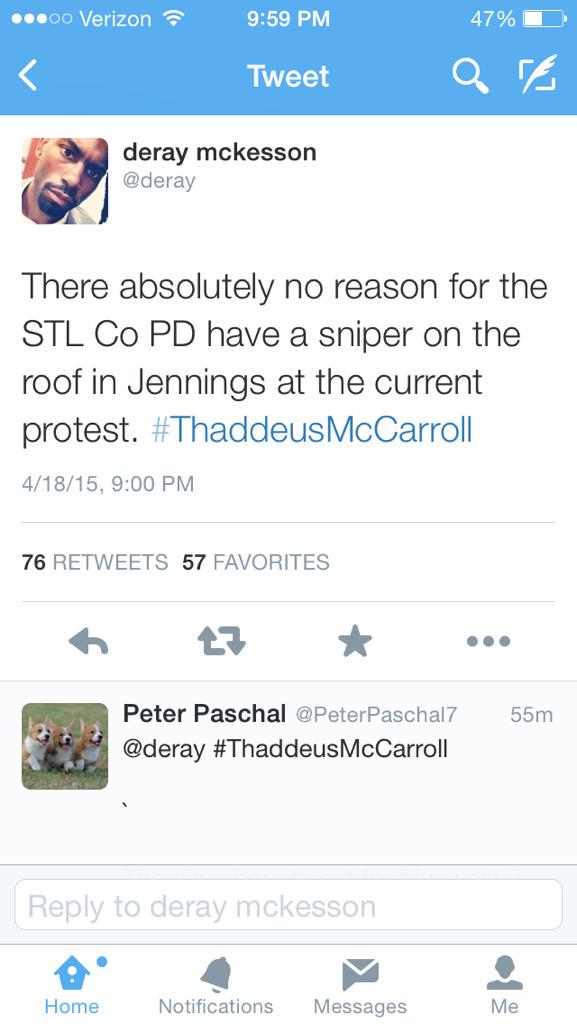 Verizon 9:59 PM 47%
Tweet
deray mckesson
@deray
There absolutely no reason for the
STL Co PD have a sniper on the
roof in Jennings at the current
protest. #ThaddeusMcCarroll
4/18/15, 9:00 PM
76 RETWEETS 57 FAVORITES
Peter Paschal @PeterPaschal7 55m
@deray #ThaddeusMcCarroll
`
Reply to deray mckesson
Home Notifications Messages Me